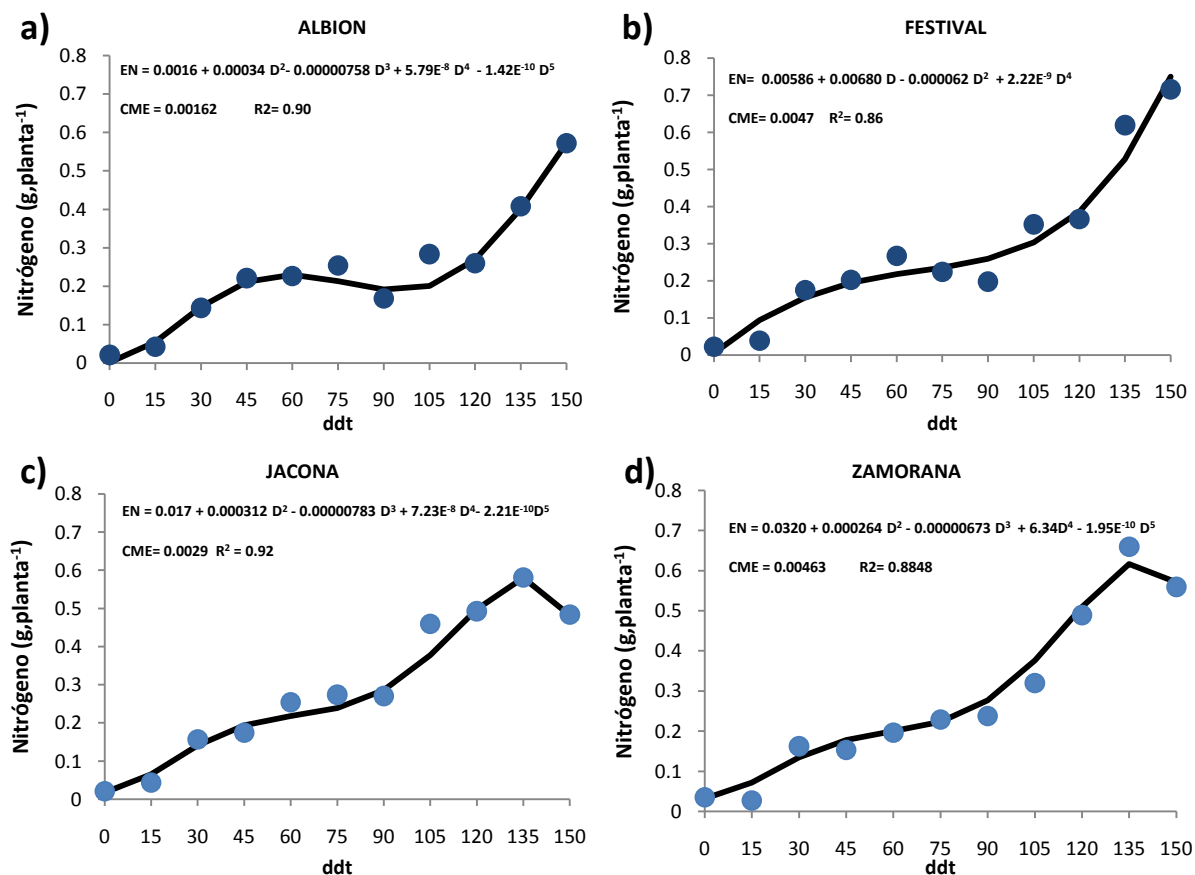 a)
ALBION
EN = 0.0016 + 0.00034 D²- 0.00000758 D³ + 5.79E⁻⁸ D⁴ - 1.42E⁻¹⁰ D⁵
CME = 0.00162 R2= 0.90
Nitrógeno (g,planta⁻¹)
0.8
0.7
0.6
0.5
0.4
0.3
0.2
0.1
0
0 15 30 45 60 75 90 105 120 135 150
ddt
b)
FESTIVAL
EN= 0.00586 + 0.00680 D - 0.000062 D² + 2.22E⁻⁹ D⁴
CME= 0.0047 R²= 0.86
Nitrógeno (g,planta⁻¹)
0.8
0.7
0.6
0.5
0.4
0.3
0.2
0.1
0
0 15 30 45 60 75 90 105 120 135 150
ddt
c)
JACONA
EN = 0.017 + 0.000312 D² - 0.00000783 D³ + 7.23E⁻⁸ D⁴- 2.21E⁻¹⁰D⁵
CME= 0.0029 R² = 0.92
Nitrógeno (g,planta⁻¹)
0.8
0.7
0.6
0.5
0.4
0.3
0.2
0.1
0
0 15 30 45 60 75 90 105 120 135 150
ddt
d)
ZAMORANA
EN = 0.0320 + 0.000264 D² - 0.00000673 D³ + 6.34D⁴ - 1.95E⁻¹⁰ D⁵
CME = 0.00463 R2= 0.8848
Nitrógeno (g,planta⁻¹)
0.8
0.7
0.6
0.5
0.4
0.3
0.2
0.1
0
0 15 30 45 60 75 90 105 120 135 150
ddt